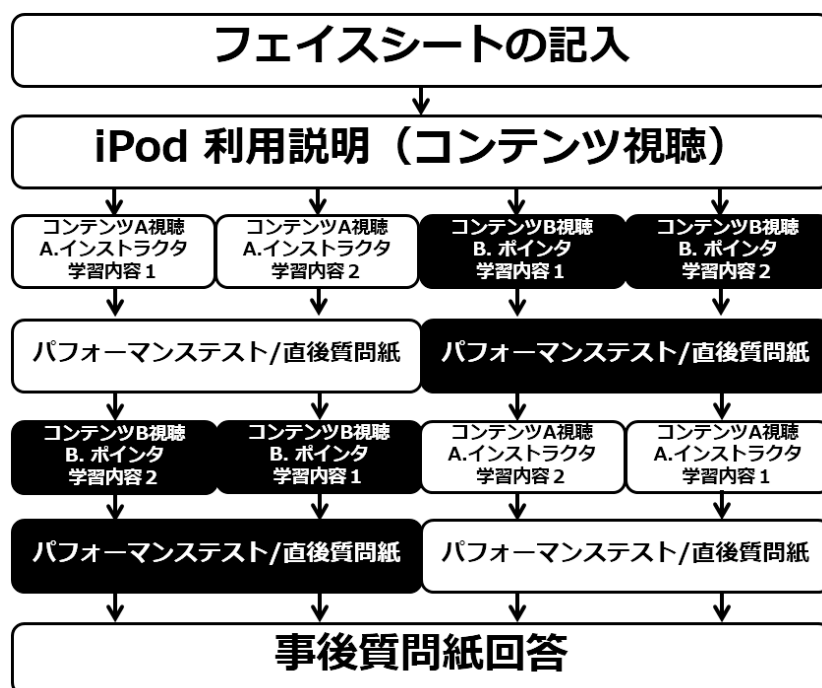 フェイスシートの記入
iPod 利用説明（コンテンツ視聴）
コンテンツA視聴
A.インストラクタ
学習内容１
コンテンツA視聴
A.インストラクタ
学習内容２
コンテンツB視聴
B. ポインタ
学習内容１
コンテンツB視聴
B. ポインタ
学習内容２
パフォーマンステスト/直後質問紙
パフォーマンステスト/直後質問紙
コンテンツB視聴
B. ポインタ
学習内容２
コンテンツB視聴
B. ポインタ
学習内容１
コンテンツA視聴
A.インストラクタ
学習内容２
コンテンツA視聴
A.インストラクタ
学習内容１
パフォーマンステスト/直後質問紙
パフォーマンステスト/直後質問紙
事後質問紙回答